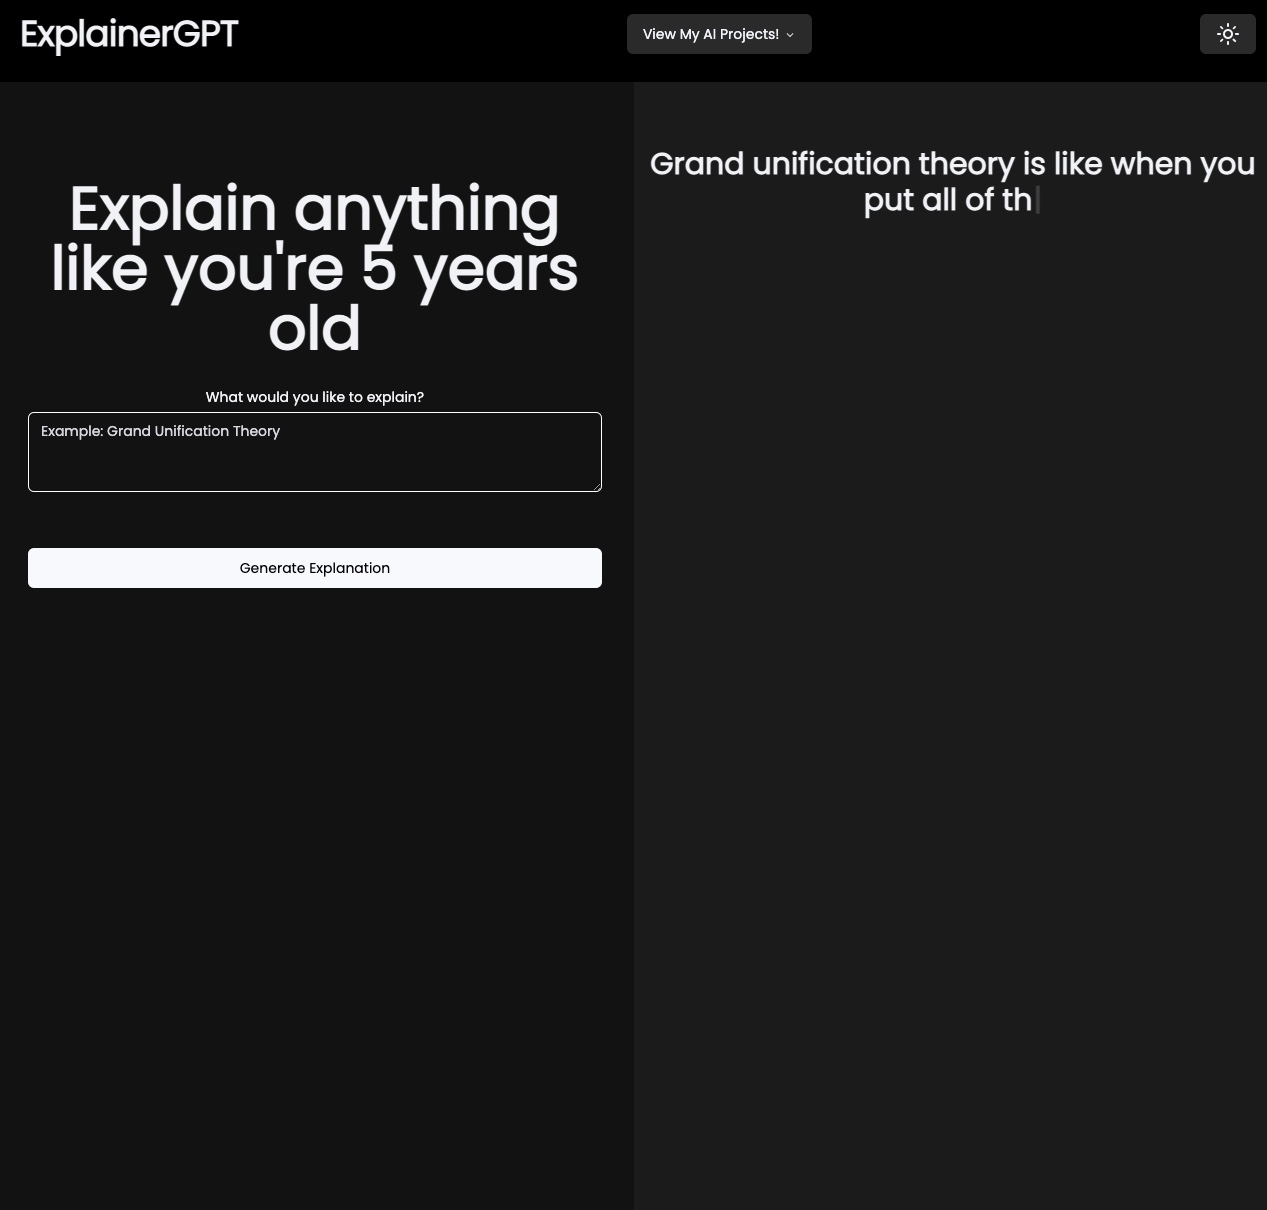 ExplainerGPT
View My AI Projects!
Explain anything
like you're 5 years
old
What would you like to explain?
Example: Grand Unification Theory
Generate Explanation
Grand unification theory is like when you
put all of th